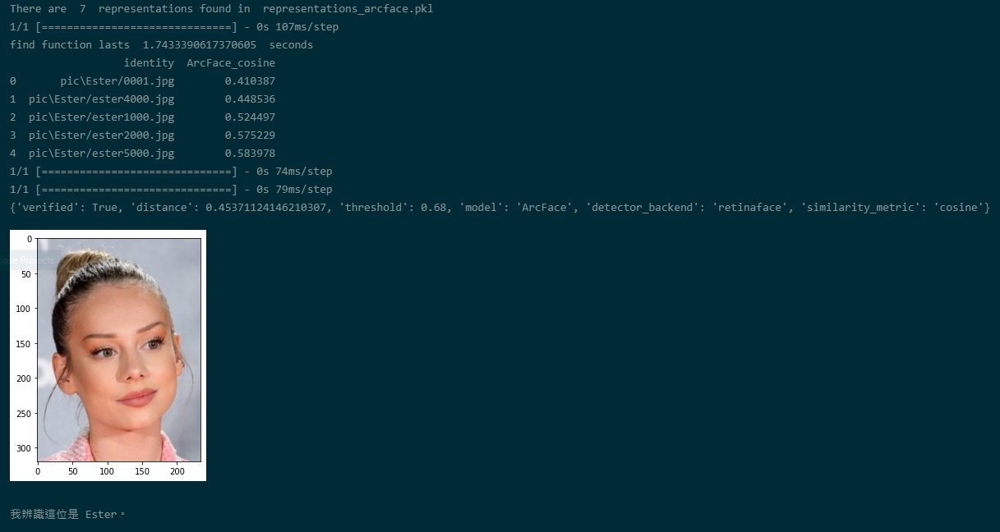 There are  7  representations found in  representations_arcface.pkl
1/1 [==============================] - 0s 107ms/step
find function lasts  1.7433390617370605  seconds
                  identity  ArcFace_cosine
0       pic\Ester/0001.jpg        0.410387
1  pic\Ester/ester4000.jpg        0.448536
2  pic\Ester/ester1000.jpg        0.524497
3  pic\Ester/ester2000.jpg        0.575229
4  pic\Ester/ester5000.jpg        0.583978
1/1 [==============================] - 0s 74ms/step
1/1 [==============================] - 0s 79ms/step
{'verified': True, 'distance': 0.45371124146210307, 'threshold': 0.68, 'model': 'ArcFace', 'detector_backend': 'retinaface', 'similarity_metric': 'cosine'}
0
50
100
150
200
250
300
0 50 100 150 200
我辨識這位是 Ester。